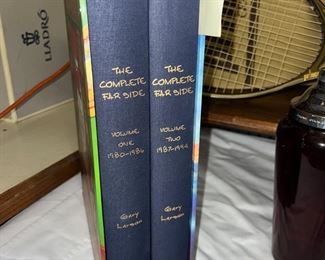 LLADRÓ
THE
COMPLETE
FAR SIDE
VOLUME
ONE
1980-1986
Gary
Larson
THE
COMPLETE
FAR SIDE
VOLUME
TWO
1987-1994
Gary
Larson